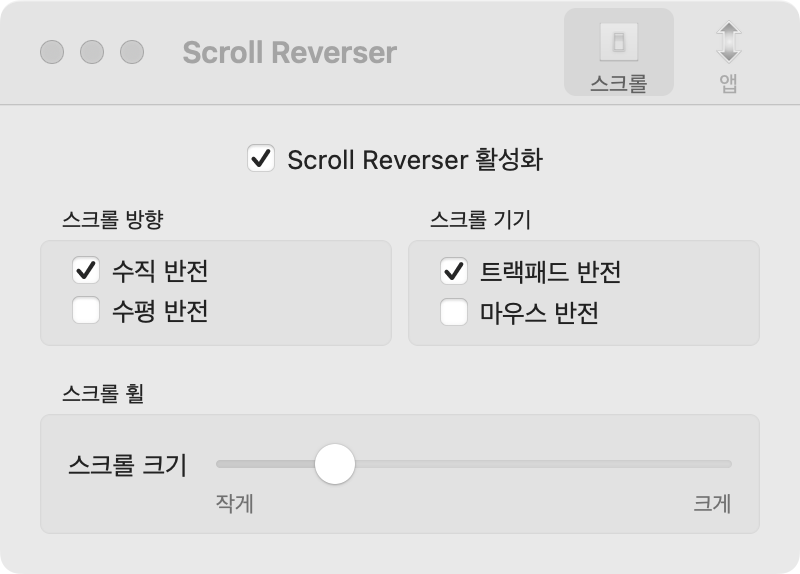 Scroll Reverser
스크롤
앱
Scroll Reverser 활성화
스크롤 방향
수직 반전
수평 반전
스크롤 기기
트랙패드 반전
마우스 반전
스크롤 휠
스크롤 크기
작게
크게